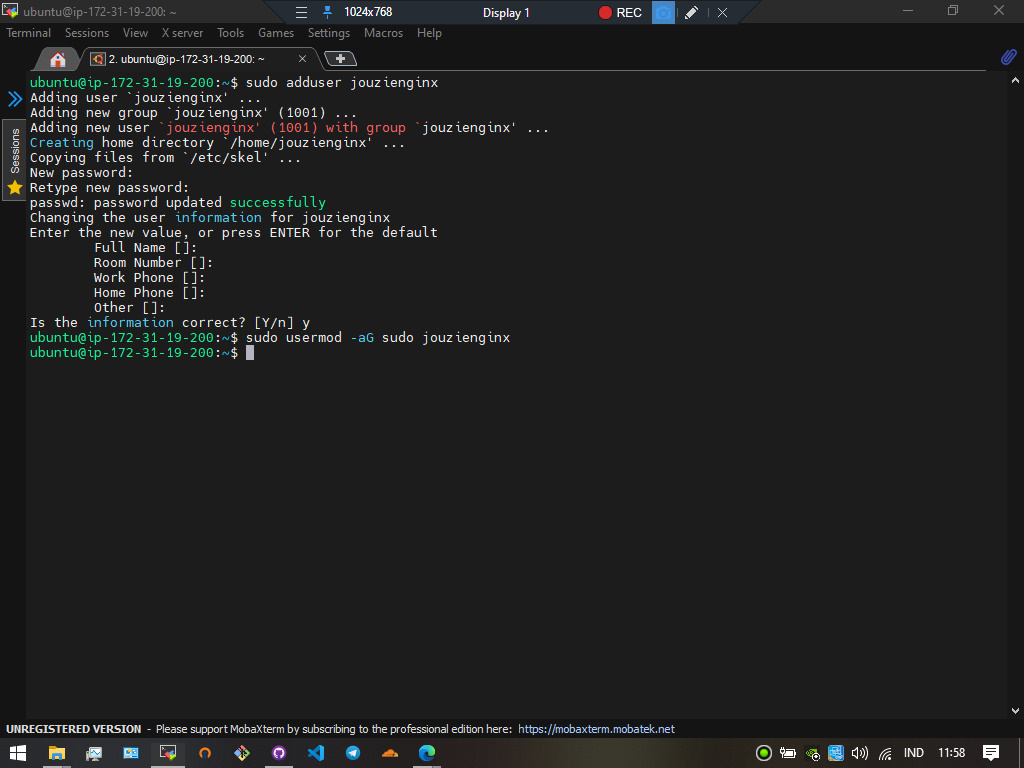 ubuntu@ip-172-31-19-200: ~
1024x768
Display 1
REC
Terminal Sessions View X server Tools Games Settings Macros Help
2. ubuntu@ip-172-31-19-200: ~
Sessions
ubuntu@ip-172-31-19-200:~$ sudo adduser jouzienginx
Adding user `jouzienginx' ...
Adding new group `jouzienginx' (1001) ...
Adding new user `jouzienginx' (1001) with group `jouzienginx' ...
Creating home directory `/home/jouzienginx' ...
Copying files from `/etc/skel' ...
New password:
Retype new password:
passwd: password updated successfully
Changing the user information for jouzienginx
Enter the new value, or press ENTER for the default
Full Name []:
Room Number []:
Work Phone []:
Home Phone []:
Other []:
Is the information correct? [Y/n] y
ubuntu@ip-172-31-19-200:~$ sudo usermod -aG sudo jouzienginx
ubuntu@ip-172-31-19-200:~$
UNREGISTERED VERSION - Please support MobaXterm by subscribing to the professional edition here: https://mobaxterm.mobatek.net
IND 11:58